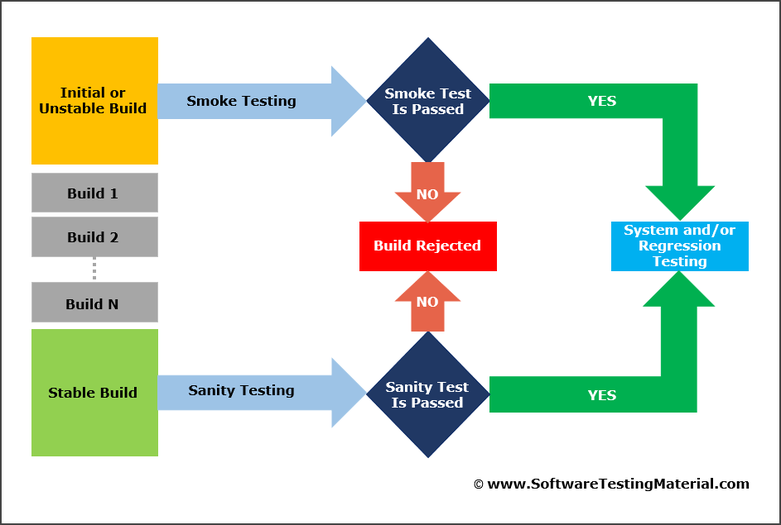 Initial or
Unstable Build
Smoke Testing
Smoke Test
Is Passed
YES
Build 1
NO
Build 2
Build Rejected
System and/or
Regression
Testing
Build N
NO
Stable Build
Sanity Testing
Sanity Test
Is Passed
YES
© www.SoftwareTestingMaterial.com